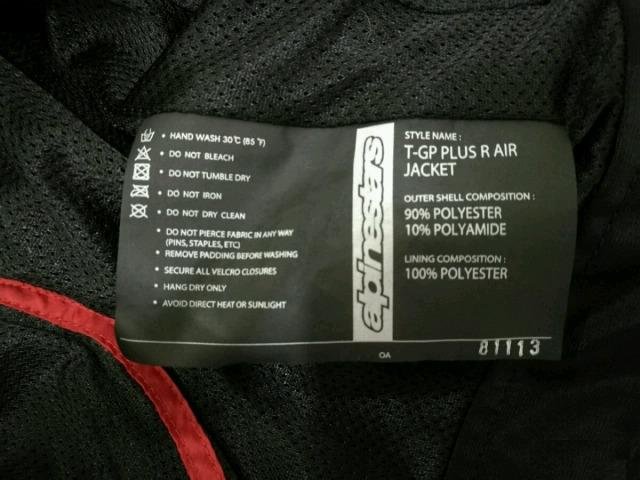 • HAND WASH 30℃ (85 ℉)
• DO NOT BLEACH
• DO NOT TUMBLE DRY
• DO NOT IRON
• DO NOT DRY CLEAN
• DO NOT PIERCE FABRIC IN ANY WAY
(PINS, STAPLES, ETC)
• REMOVE PADDING BEFORE WASHING
• SECURE ALL VELCRO CLOSURES
• HANG DRY ONLY
• AVOID DIRECT HEAT OR SUNLIGHT
alpinestars
STYLE NAME :
T-GP PLUS R AIR
JACKET
OUTER SHELL COMPOSITION :
90% POLYESTER
10% POLYAMIDE
LINING COMPOSITION :
100% POLYESTER
OA
81113